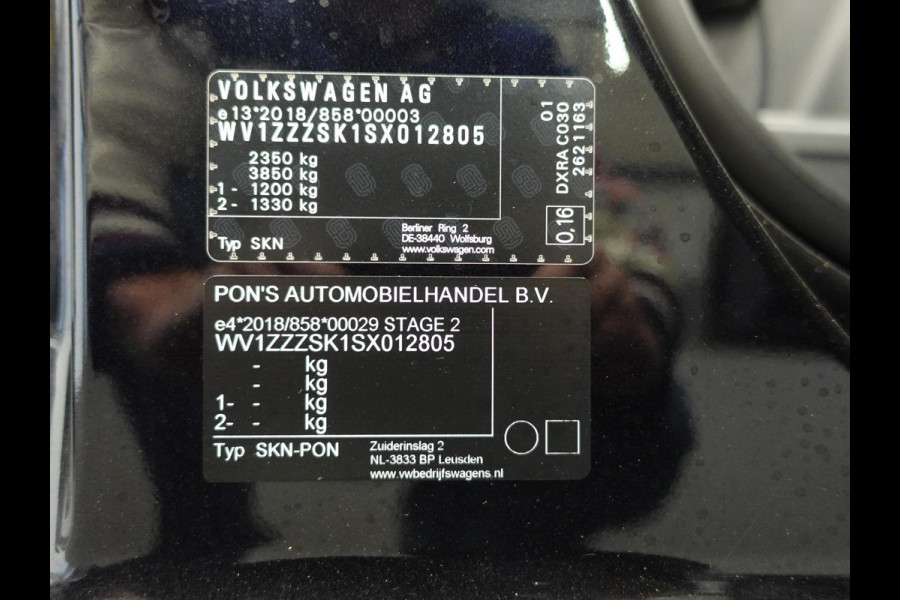 VOLKSWAGEN AG
e13*2018/858*00003
WV1ZZZSK1SX012805
2350 kg
3850 kg
1- 1200 kg
2- 1330 kg
Typ SKN
Berliner Ring 2
DE-38440 Wolfsburg
www.volkswagen.com
DXRA C030 01
2621163
0,16
PON'S AUTOMOBIELHANDEL B.V.
e4*2018/858*00029 STAGE 2
WV1ZZZSK1SX012805
- kg
- kg
1- - kg
2- - kg
Typ SKN-PON
Zuiderinslag 2
NL-3833 BP Leusden
www.vwbedrijfswagens.nl